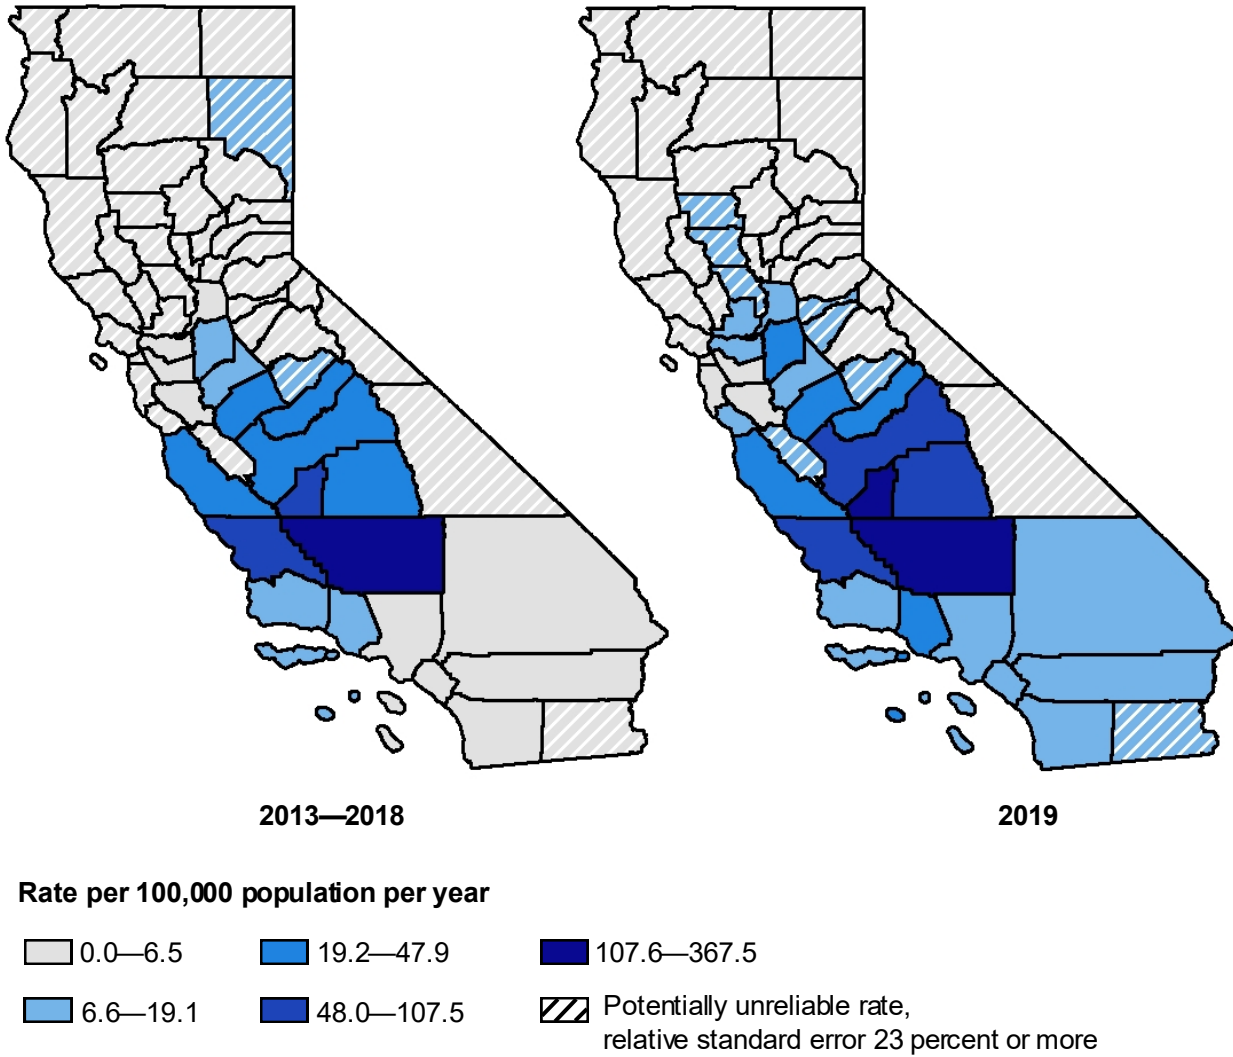 2013—2018
2019
Rate per 100,000 population per year
0.0—6.5
19.2—47.9
107.6—367.5
6.6—19.1
48.0—107.5
Potentially unreliable rate,
relative standard error 23 percent or more